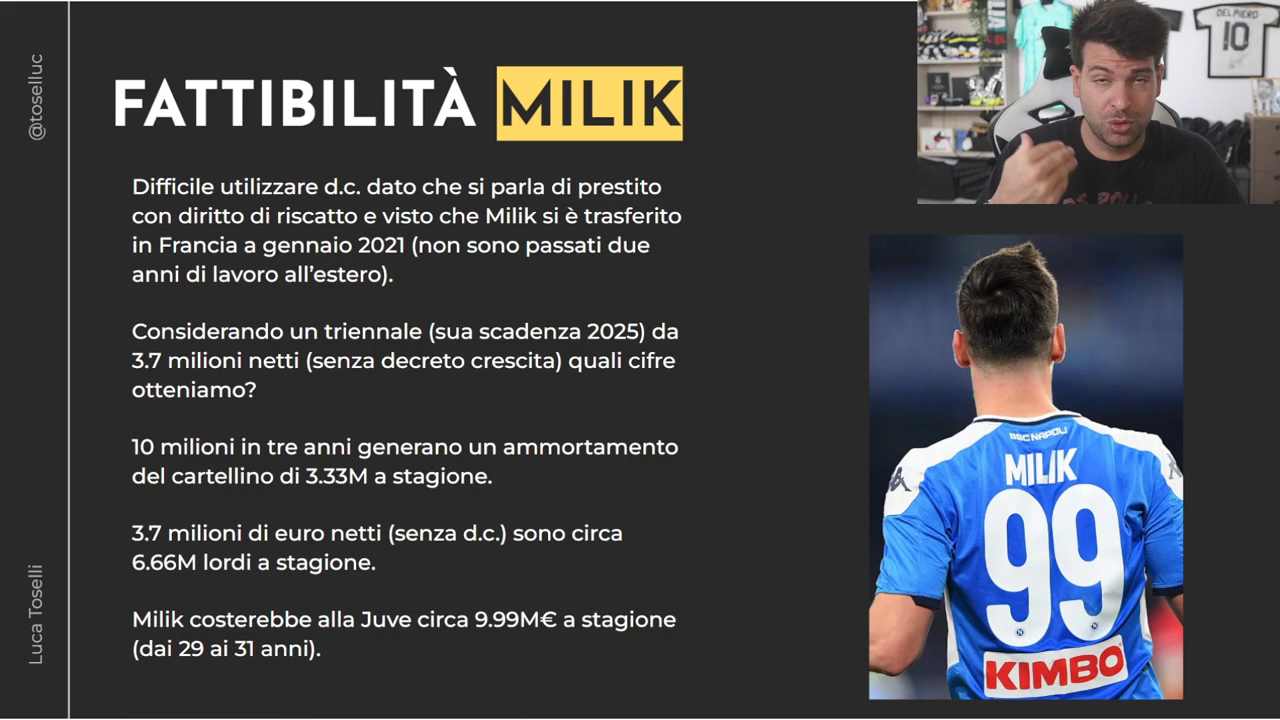 @toselluc
Luca Toselli
FATTIBILITÀ MILIK
Difficile utilizzare d.c. dato che si parla di prestito
con diritto di riscatto e visto che Milik si è trasferito
in Francia a gennaio 2021 (non sono passati due
anni di lavoro all'estero).
Considerando un triennale (sua scadenza 2025) da
3.7 milioni netti (senza decreto crescita) quali cifre
otteniamo?
10 milioni in tre anni generano un ammortamento
del cartellino di 3.33M a stagione.
3.7 milioni di euro netti (senza d.c.) sono circa
6.66M lordi a stagione.
Milik costerebbe alla Juve circa 9.99M€ a stagione
(dai 29 ai 31 anni).
DEL PIERO
10
SSC NAPOLI
MILIK
99
KIMBO